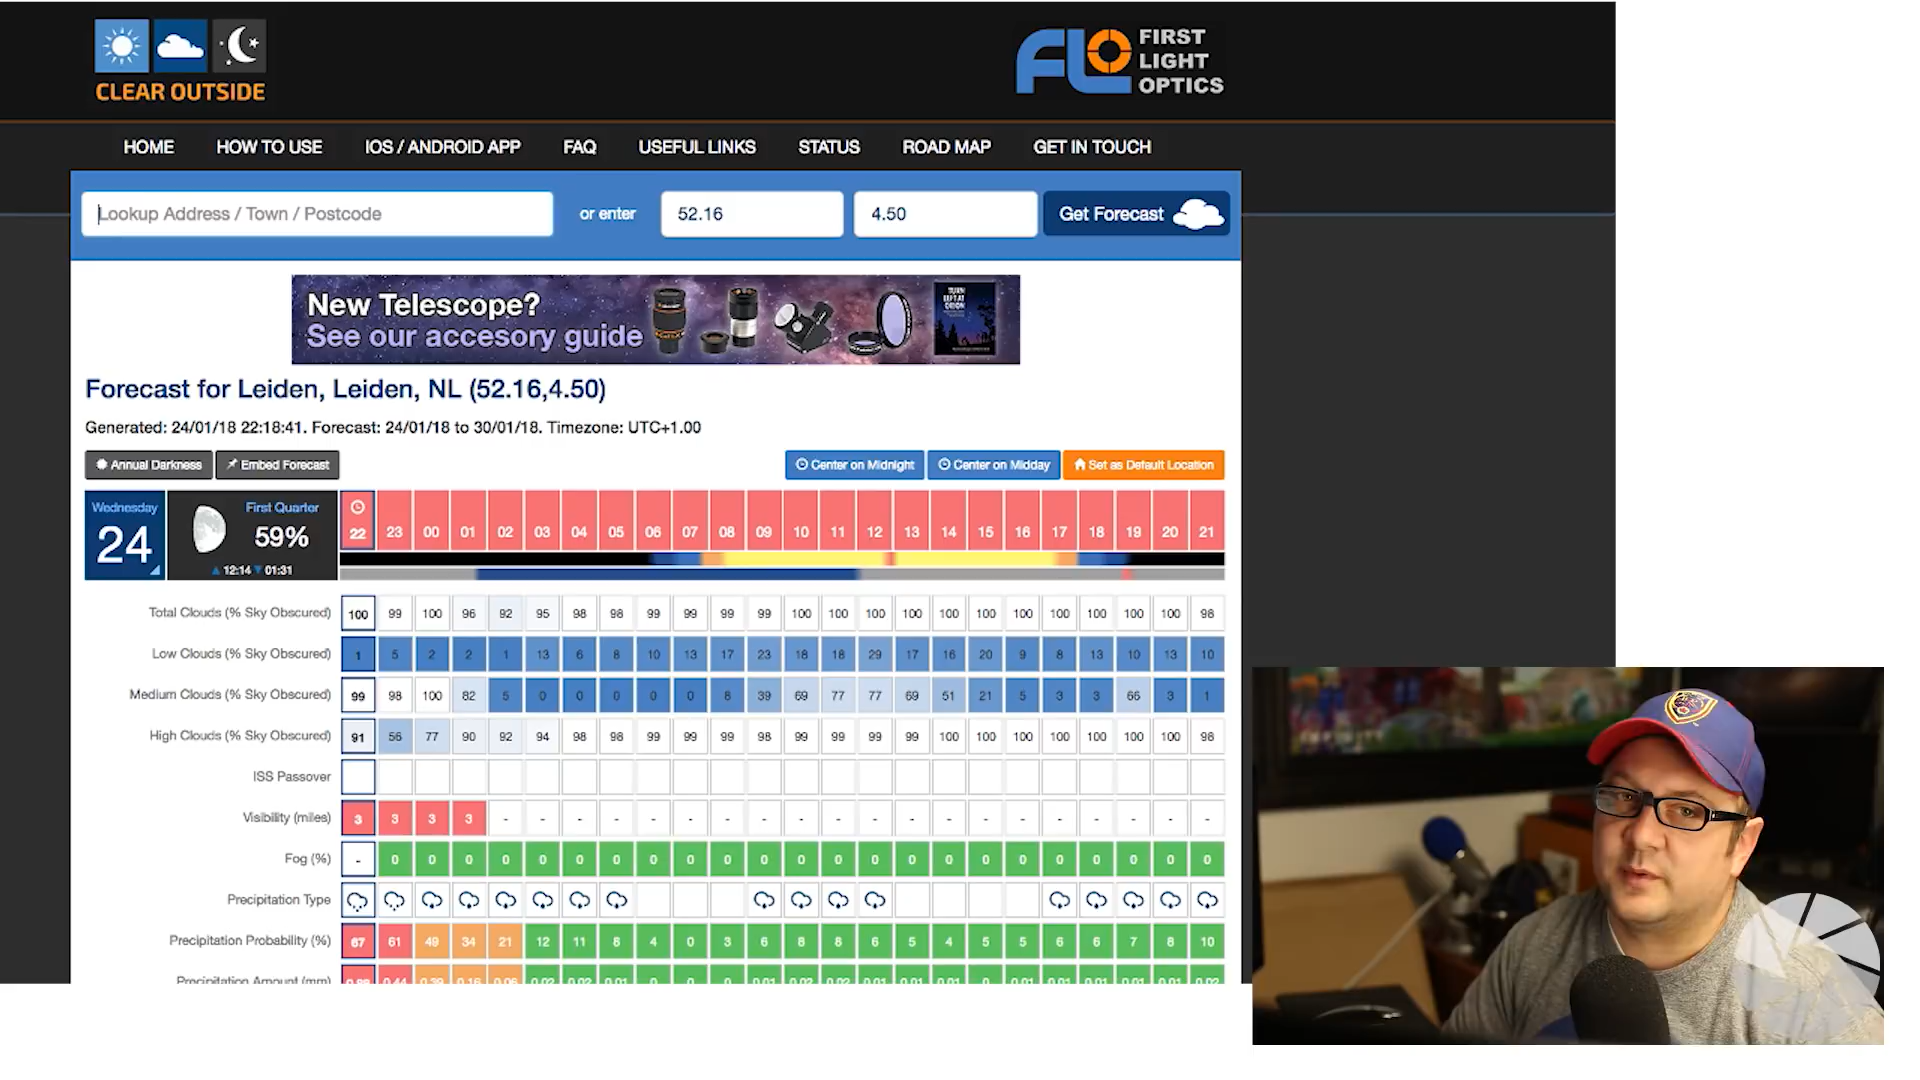 CLEAR OUTSIDE
FIRST
LIGHT
OPTICS
FLO
HOME HOW TO USE IOS / ANDROID APP FAQ USEFUL LINKS STATUS ROAD MAP GET IN TOUCH
Lookup Address / Town / Postcode or enter 52.16 4.50 Get Forecast
New Telescope?
See our accesory guide
TURN
LEFT AT
ORION
Forecast for Leiden, Leiden, NL (52.16,4.50)
Generated: 24/01/18 22:18:41. Forecast: 24/01/18 to 30/01/18. Timezone: UTC+1.00
Annual Darkness Embed Forecast Center on Midnight Center on Midday Set as Default Location
Wednesday First Quarter
24 59% 22 23 00 01 02 03 04 05 06 07 08 09 10 11 12 13 14 15 16 17 18 19 20 21
12:14 01:31
Total Clouds (% Sky Obscured) 100 99 100 96 92 95 98 98 99 99 99 99 100 100 100 100 100 100 100 100 100 100 100 98
Low Clouds (% Sky Obscured) 1 5 2 2 1 13 6 8 10 13 17 23 18 18 29 17 16 20 9 8 13 10 13 10
Medium Clouds (% Sky Obscured) 99 98 100 82 5 0 0 0 0 0 8 39 69 77 77 69 51 21 5 3 3 66 3 1
High Clouds (% Sky Obscured) 91 56 77 90 92 94 98 98 99 99 99 98 99 99 99 99 100 100 100 100 100 100 100 98
ISS Passover
Visibility (miles) 3 3 3 3 - - - - - - - - - - - - - - - - - - - -
Fog (%) - 0 0 0 0 0 0 0 0 0 0 0 0 0 0 0 0 0 0 0 0 0 0 0
Precipitation Type
Precipitation Probability (%) 67 61 49 34 21 12 11 8 4 0 3 6 8 8 6 5 4 5 5 6 6 7 8 10
Precipitation Amount (mm)